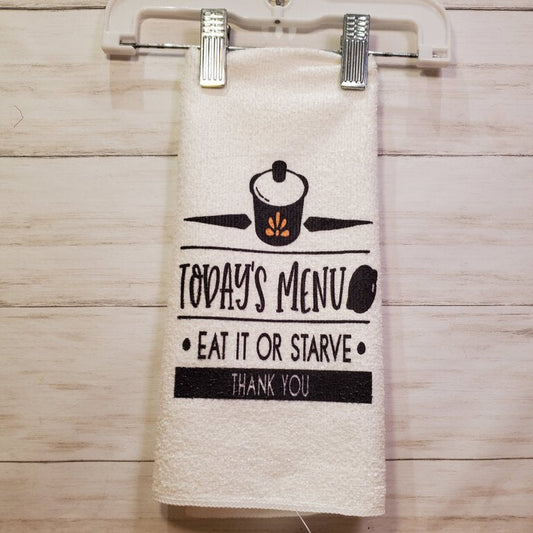 TODAY'S MENU
• EAT IT OR STARVE •
THANK YOU